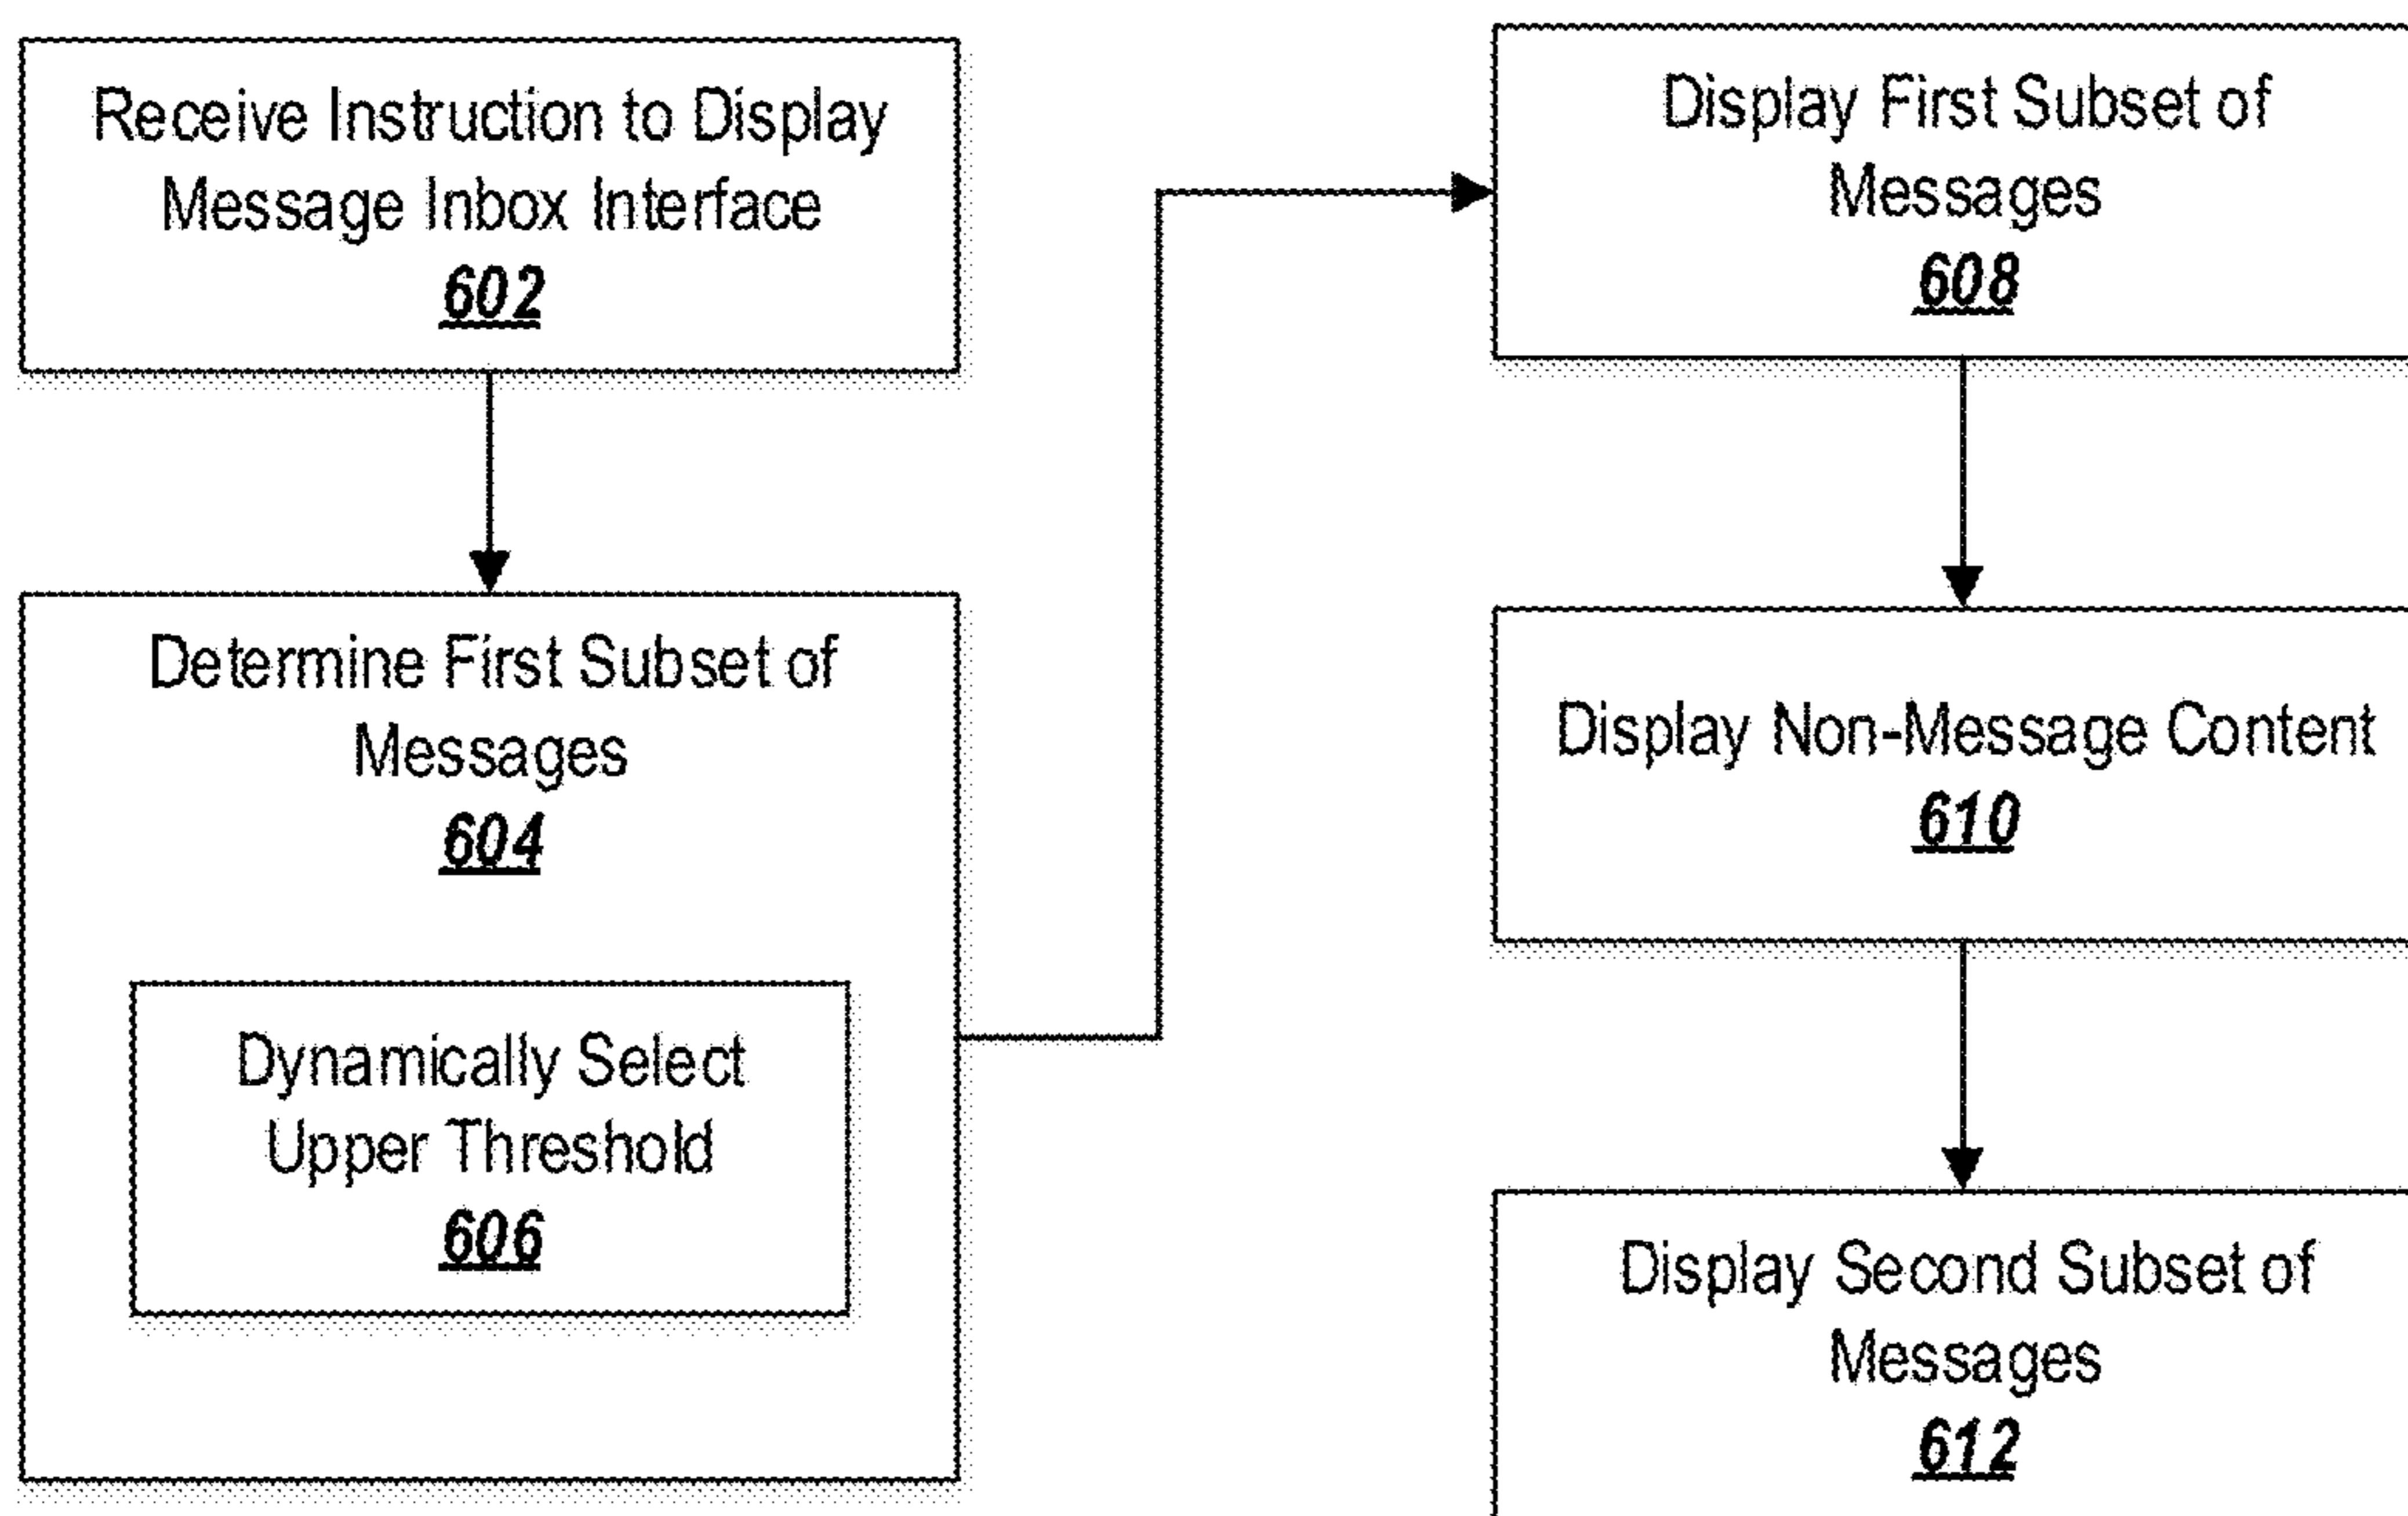 Receive Instruction to Display
Message Inbox Interface
602
Determine First Subset of
Messages
604
Dynamically Select
Upper Threshold
606
Display First Subset of
Messages
608
Display Non-Message Content
610
Display Second Subset of
Messages
612